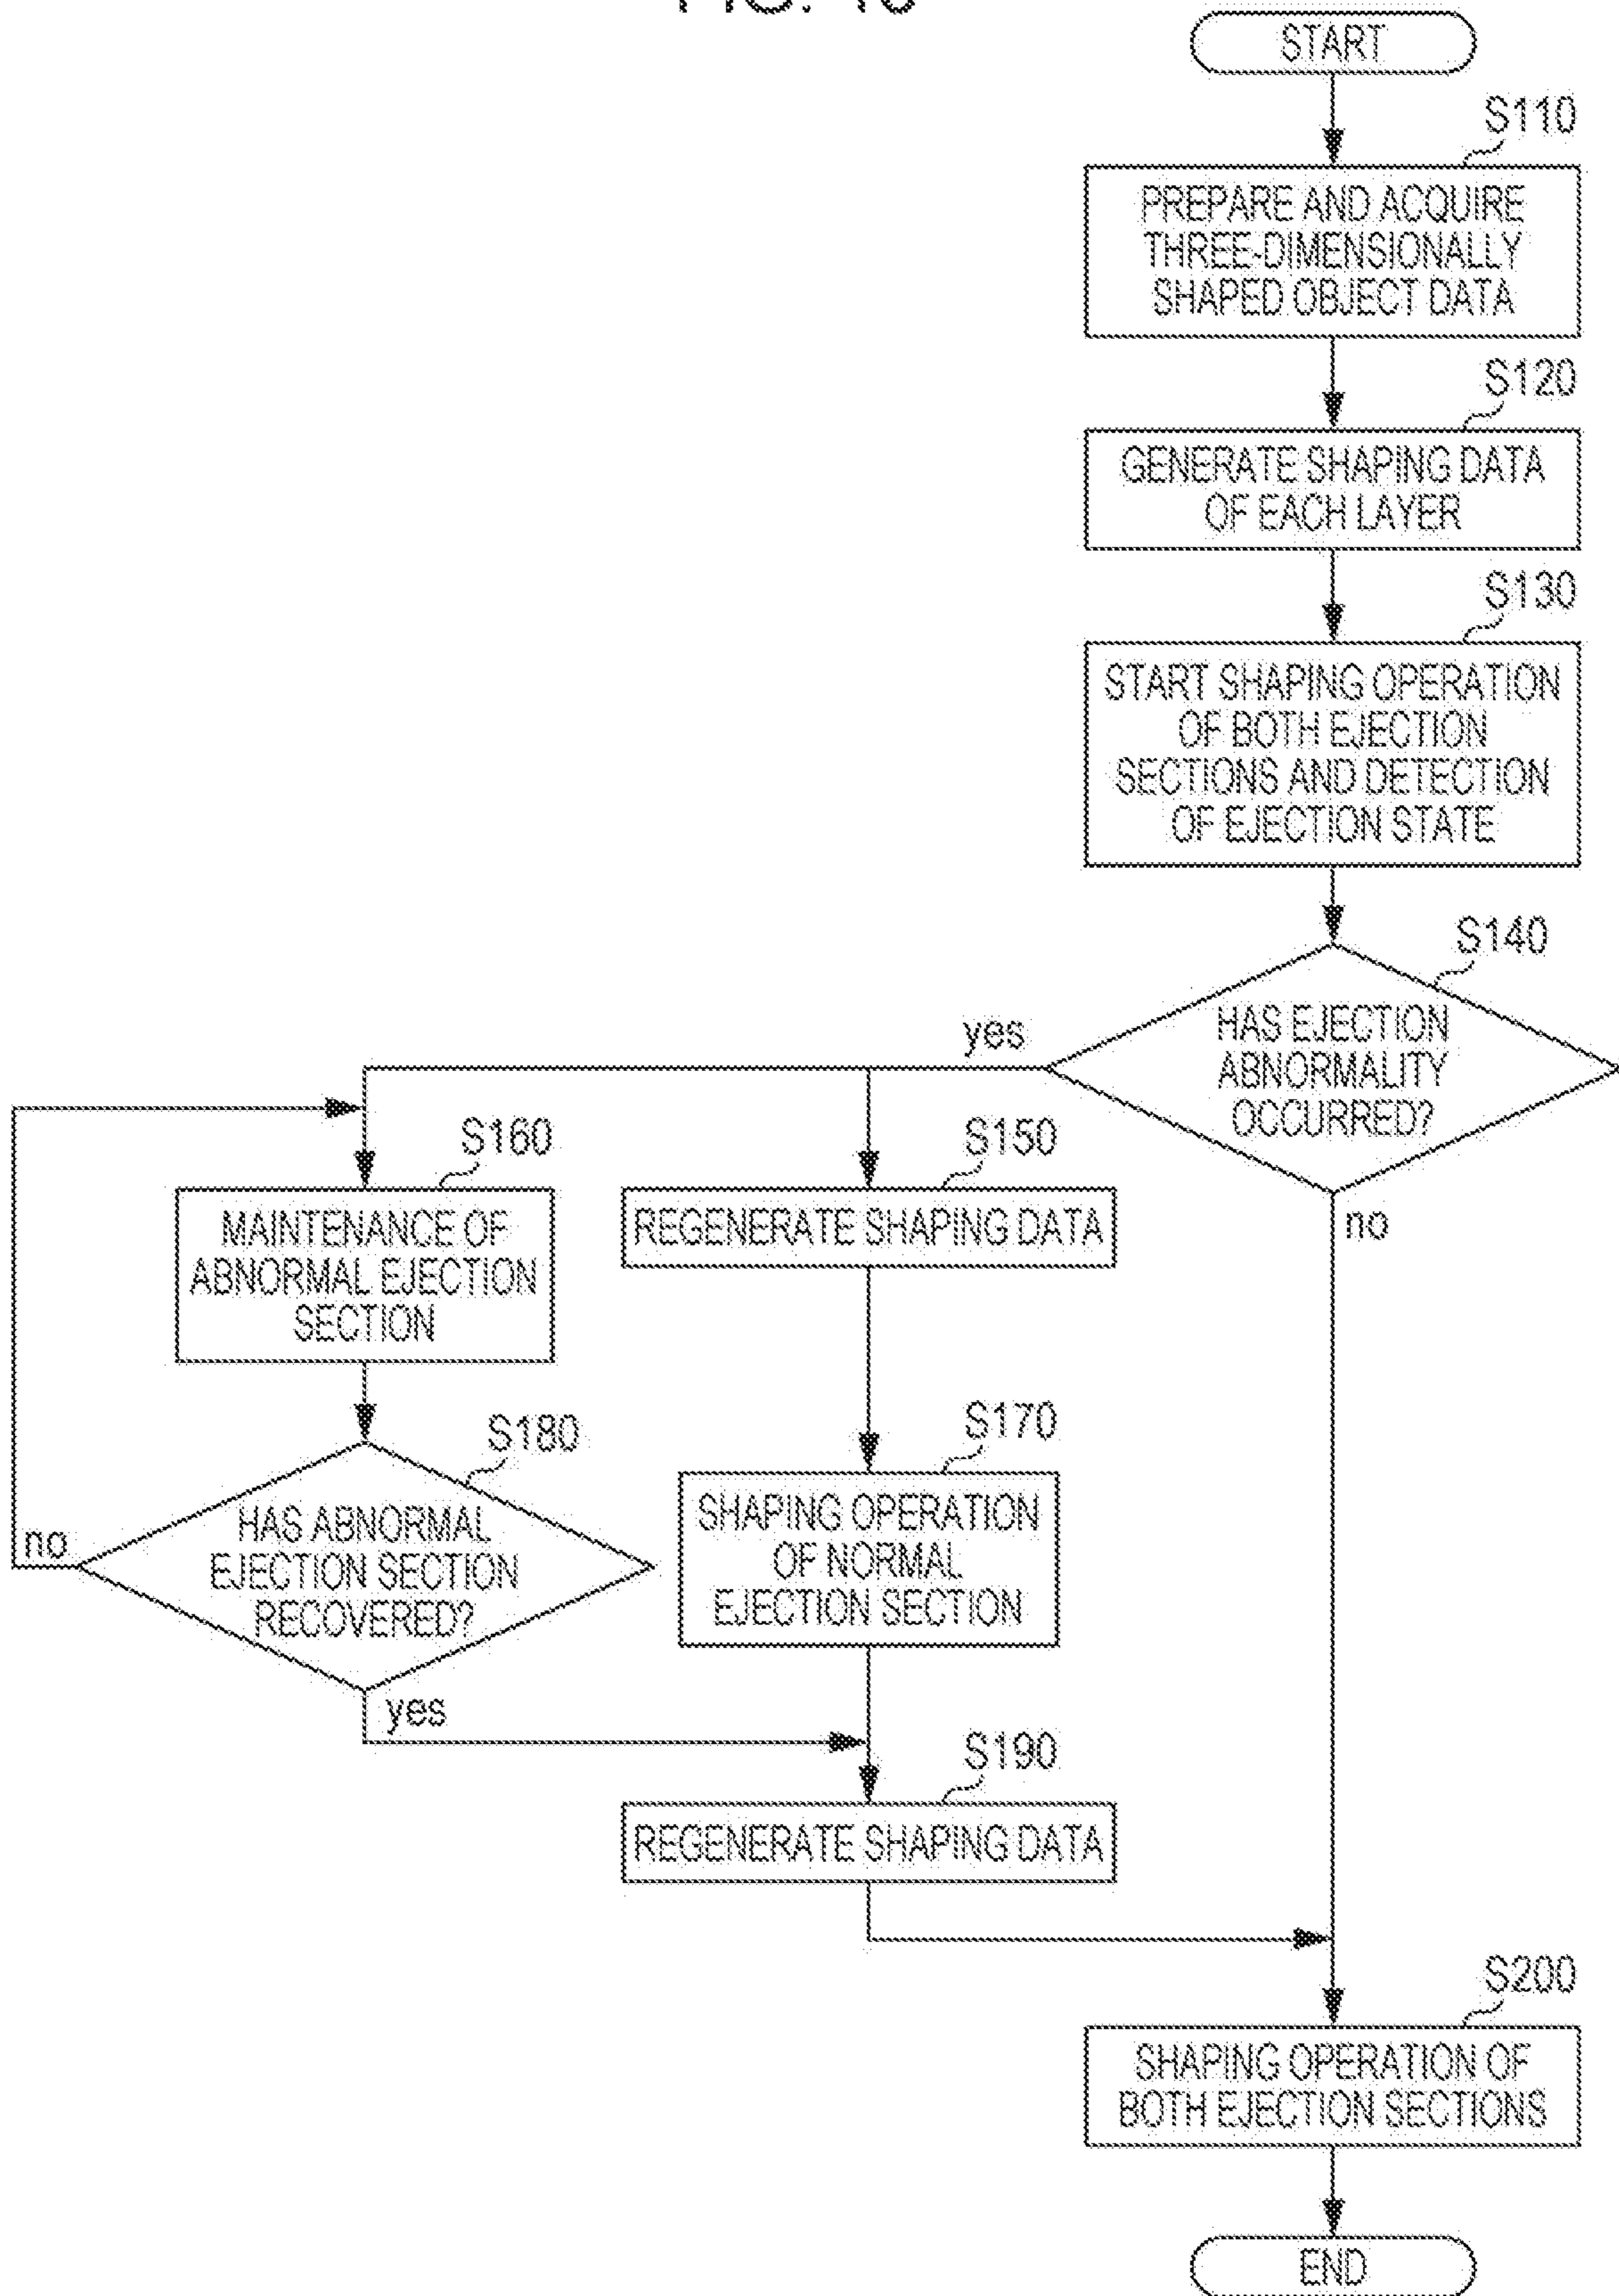 START
S110
PREPARE AND ACQUIRE
THREE-DIMENSIONALLY
SHAPED OBJECT DATA
S120
GENERATE SHAPING DATA
OF EACH LAYER
S130
START SHAPING OPERATION
OF BOTH EJECTION
SECTIONS AND DETECTION
OF EJECTION STATE
S140
HAS EJECTION
ABNORMALITY
OCCURRED?
yes
no
S160
MAINTENANCE OF
ABNORMAL EJECTION
SECTION
S150
REGENERATE SHAPING DATA
S180
HAS ABNORMAL
EJECTION SECTION
RECOVERED?
no
yes
S170
SHAPING OPERATION
OF NORMAL
EJECTION SECTION
S190
REGENERATE SHAPING DATA
S200
SHAPING OPERATION OF
BOTH EJECTION SECTIONS
END